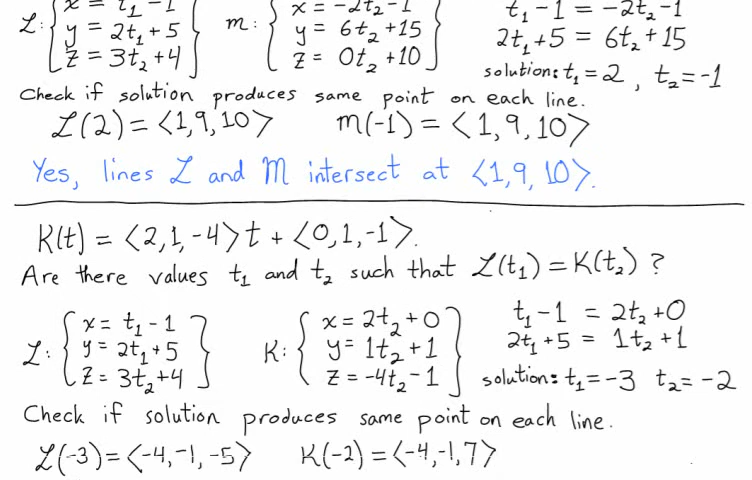 x = t₁ - 1
L: y = 2t₁ + 5
z = 3t₂ + 4
x = -2t₂ - 1
m: y = 6t₂ + 15
z = 0t₂ + 10
t₁ - 1 = -2t₂ - 1
2t₁ + 5 = 6t₂ + 15
solution: t₁ = 2 , t₂ = -1
Check if solution produces same point on each line.
L(2) = <1, 9, 10> m(-1) = <1, 9, 10>
Yes, lines L and M intersect at <1, 9, 10>.
K(t) = <2, 1, -4>t + <0, 1, -1>.
Are there values t₁ and t₂ such that L(t₁) = K(t₂) ?
x = t₁ - 1
L: y = 2t₁ + 5
z = 3t₂ + 4
x = 2t₂ + 0
K: y = 1t₂ + 1
z = -4t₂ - 1
t₁ - 1 = 2t₂ + 0
2t₁ + 5 = 1t₂ + 1
solution: t₁ = -3 t₂ = -2
Check if solution produces same point on each line.
L(-3) = <-4, -1, -5> K(-2) = <-4, -1, 7>